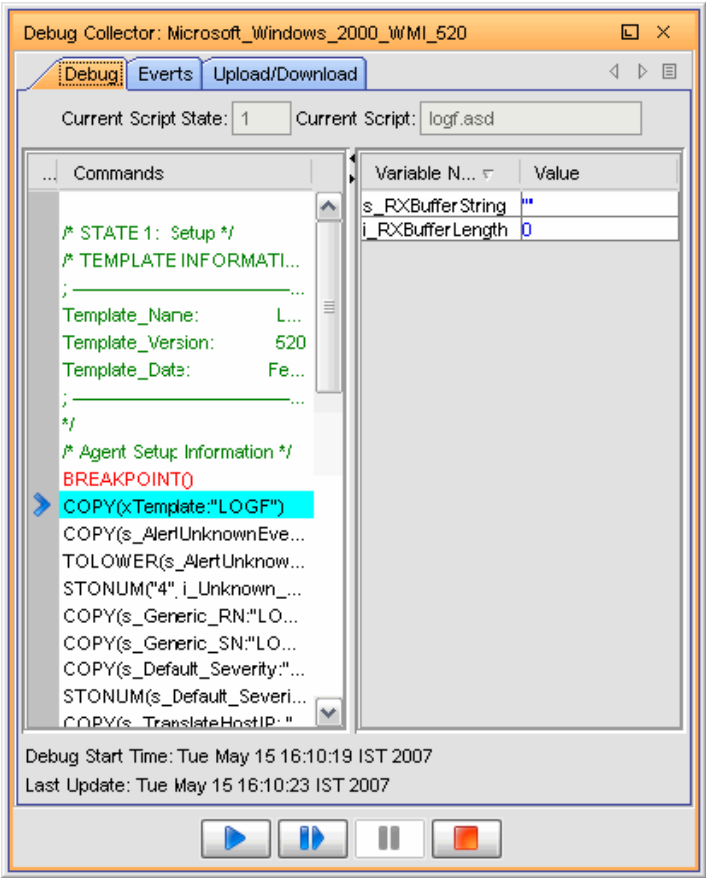 Debug Collector: Microsoft_Windows_2000_WMI_520
Debug Everts Upload/Download
Current Script State: 1 Current Script: logf.asd
... Commands
/* STATE 1: Setup */
/* TEMPLATE INFORMATI...
; ...
Template_Name: L...
Template_Version: 520
Template_Date: Fe...
; ...
*/
/* Agent Setup Information */
BREAKPOINT()
COPY(xTemplate:"LOGF")
COPY(s_AlertUnknownEve...
TOLOWER(s_AlertUnknow...
STONUM("4", i_Unknown_...
COPY(s_Generic_RN:"LO...
COPY(s_Generic_SN:"LO...
COPY(s_Default_Severity:"...
STONUM(s_Default_Severi...
COPY(s_TranslateHostIP: "
Variable N... Value
s_RXBufferString ""
i_RXBufferLength 0
Debug Start Time: Tue May 15 16:10:19 IST 2007
Last Update: Tue May 15 16:10:23 IST 2007